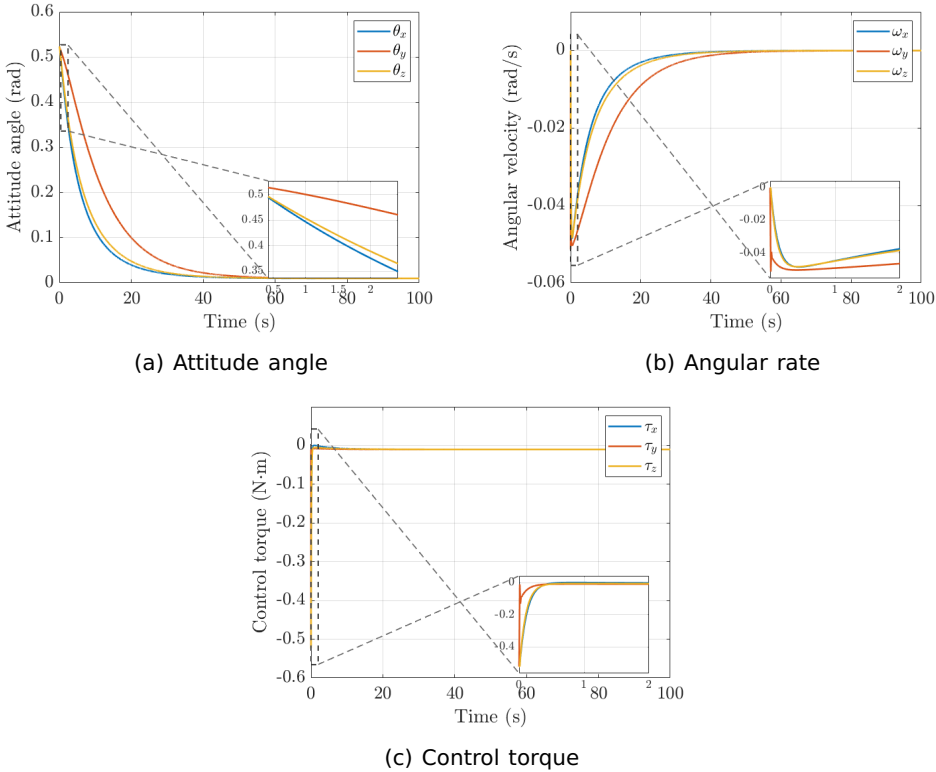 0.6
0.5
0.4
0.3
0.2
0.1
0
Attitude angle (rad)
θx
θy
θz
0.5
0.45
0.4
0.35
0.5 1 1.5 2
0 20 40 60 80 100
Time (s)
(a) Attitude angle
0
-0.02
-0.04
-0.06
Angular velocity (rad/s)
ωx
ωy
ωz
0
-0.02
-0.04
0 1 2
0 20 40 60 80 100
Time (s)
(b) Angular rate
0
-0.1
-0.2
-0.3
-0.4
-0.5
-0.6
Control torque (N·m)
τx
τy
τz
0
-0.2
-0.4
0 1 2
0 20 40 60 80 100
Time (s)
(c) Control torque